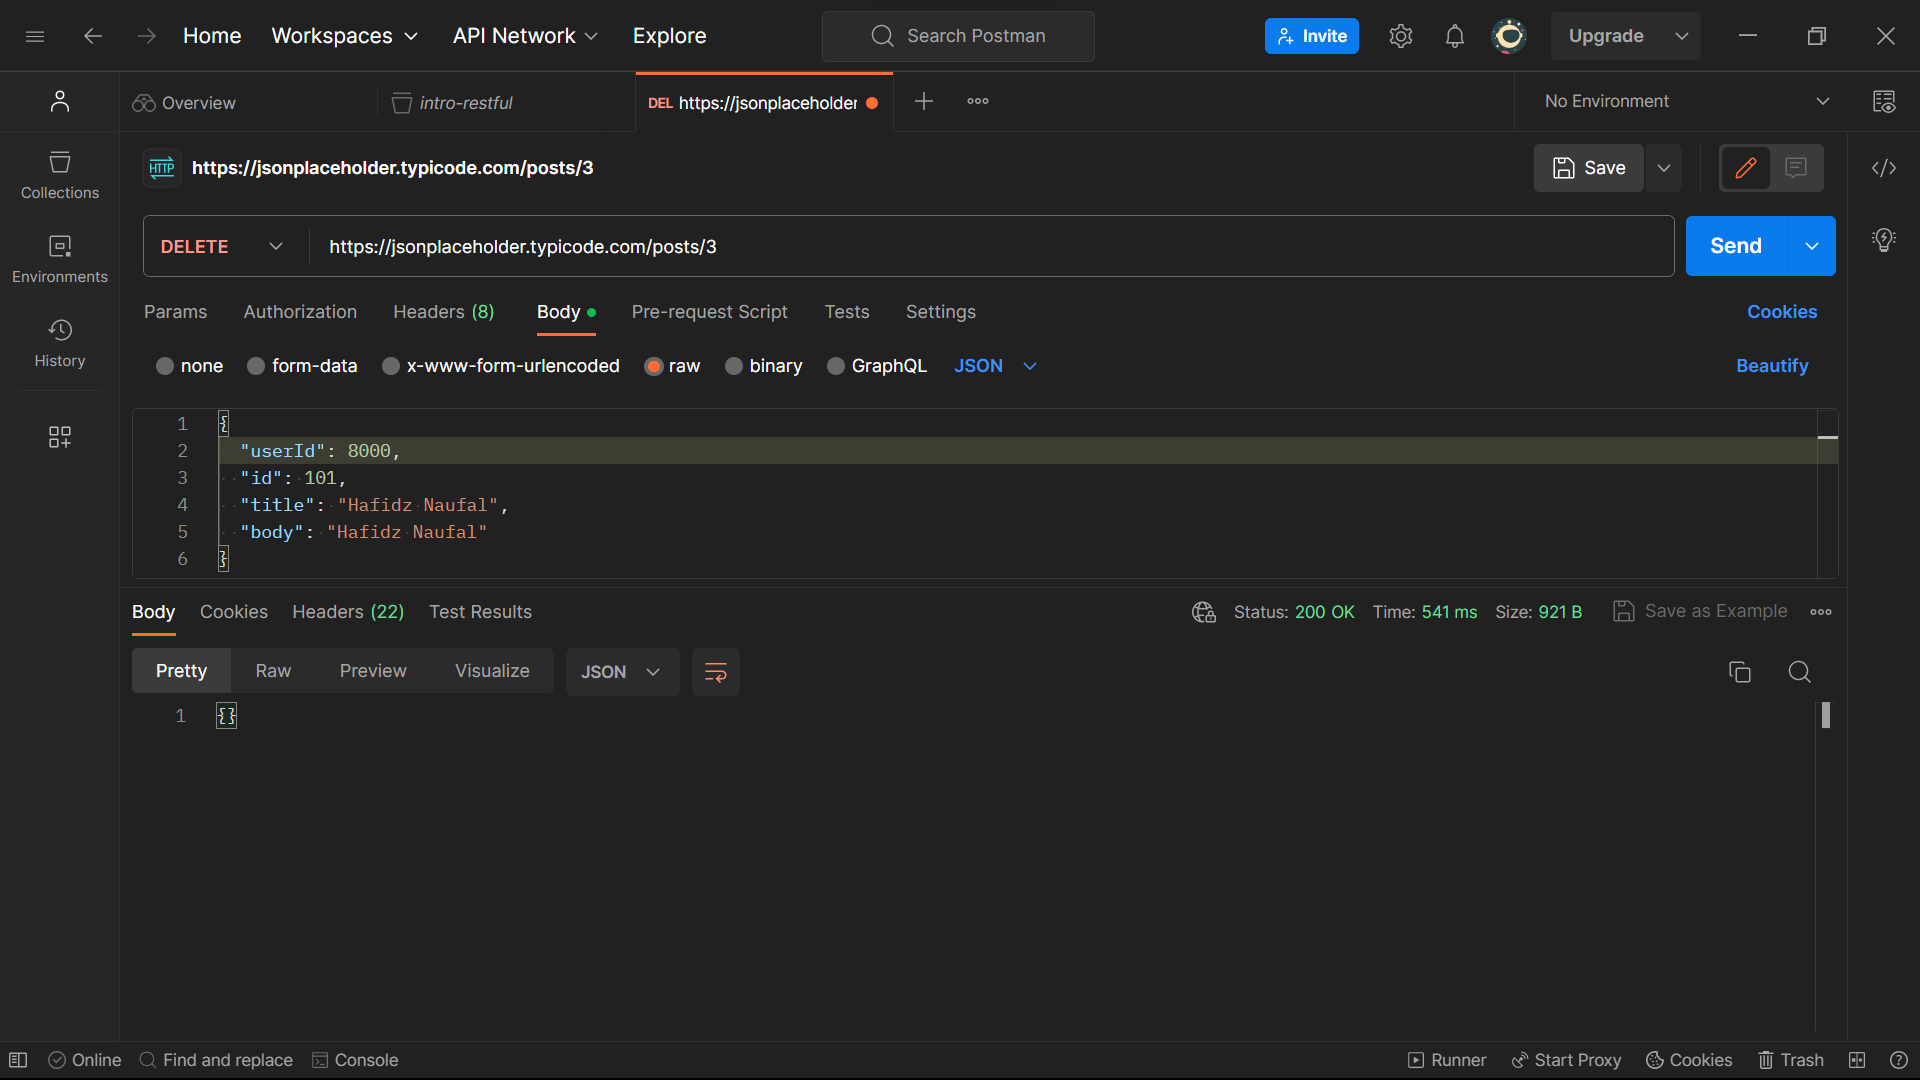 Home Workspaces API Network Explore Search Postman Invite Upgrade
Overview intro-restful DEL https://jsonplaceholder No Environment
HTTP https://jsonplaceholder.typicode.com/posts/3 Save
Collections
Environments
History
DELETE https://jsonplaceholder.typicode.com/posts/3 Send
Params Authorization Headers (8) Body Pre-request Script Tests Settings Cookies
none form-data x-www-form-urlencoded raw binary GraphQL JSON Beautify
1 {
2 "userId": 8000,
3 "id": 101,
4 "title": "Hafidz Naufal",
5 "body": "Hafidz Naufal"
6 }
Body Cookies Headers (22) Test Results Status: 200 OK Time: 541 ms Size: 921 B Save as Example
Pretty Raw Preview Visualize JSON
1 {}
Online Find and replace Console Runner Start Proxy Cookies Trash